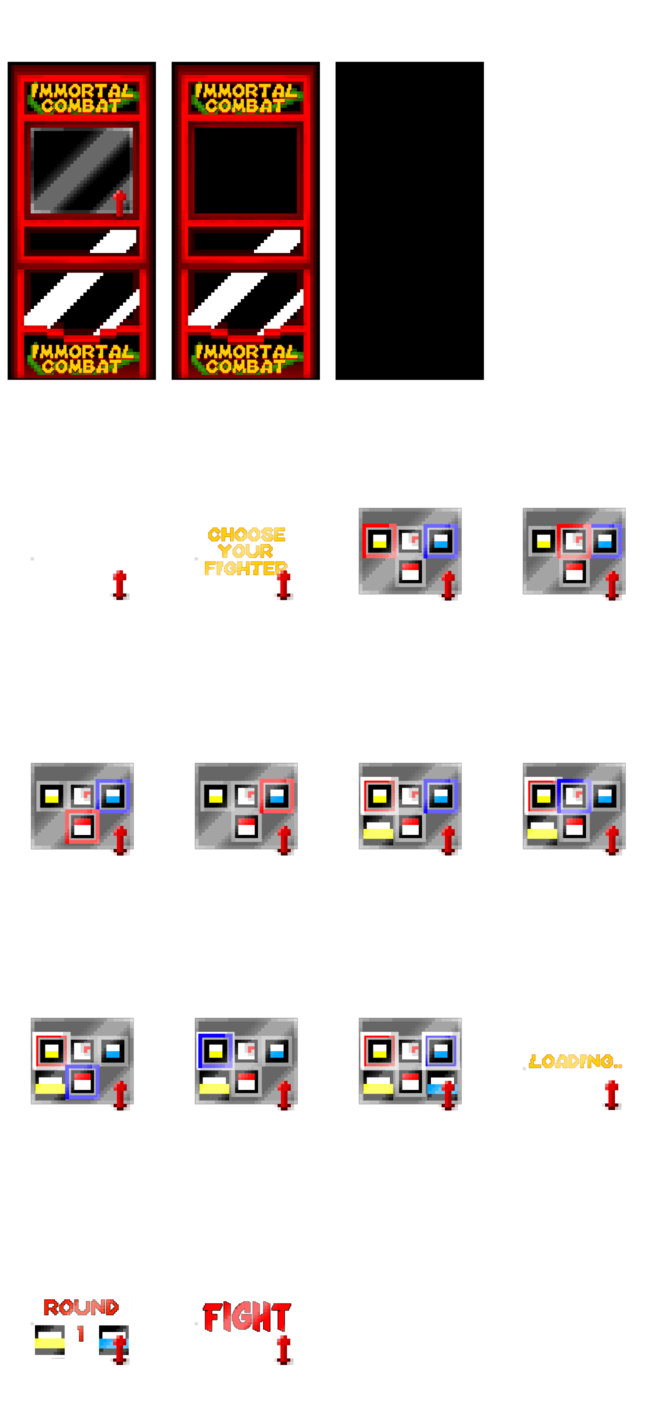 IMMORTAL
COMBAT
IMMORTAL
COMBAT
IMMORTAL
COMBAT
IMMORTAL
COMBAT
CHOOSE
YOUR
FIGHTER
LOADING..
ROUND
1
FIGHT